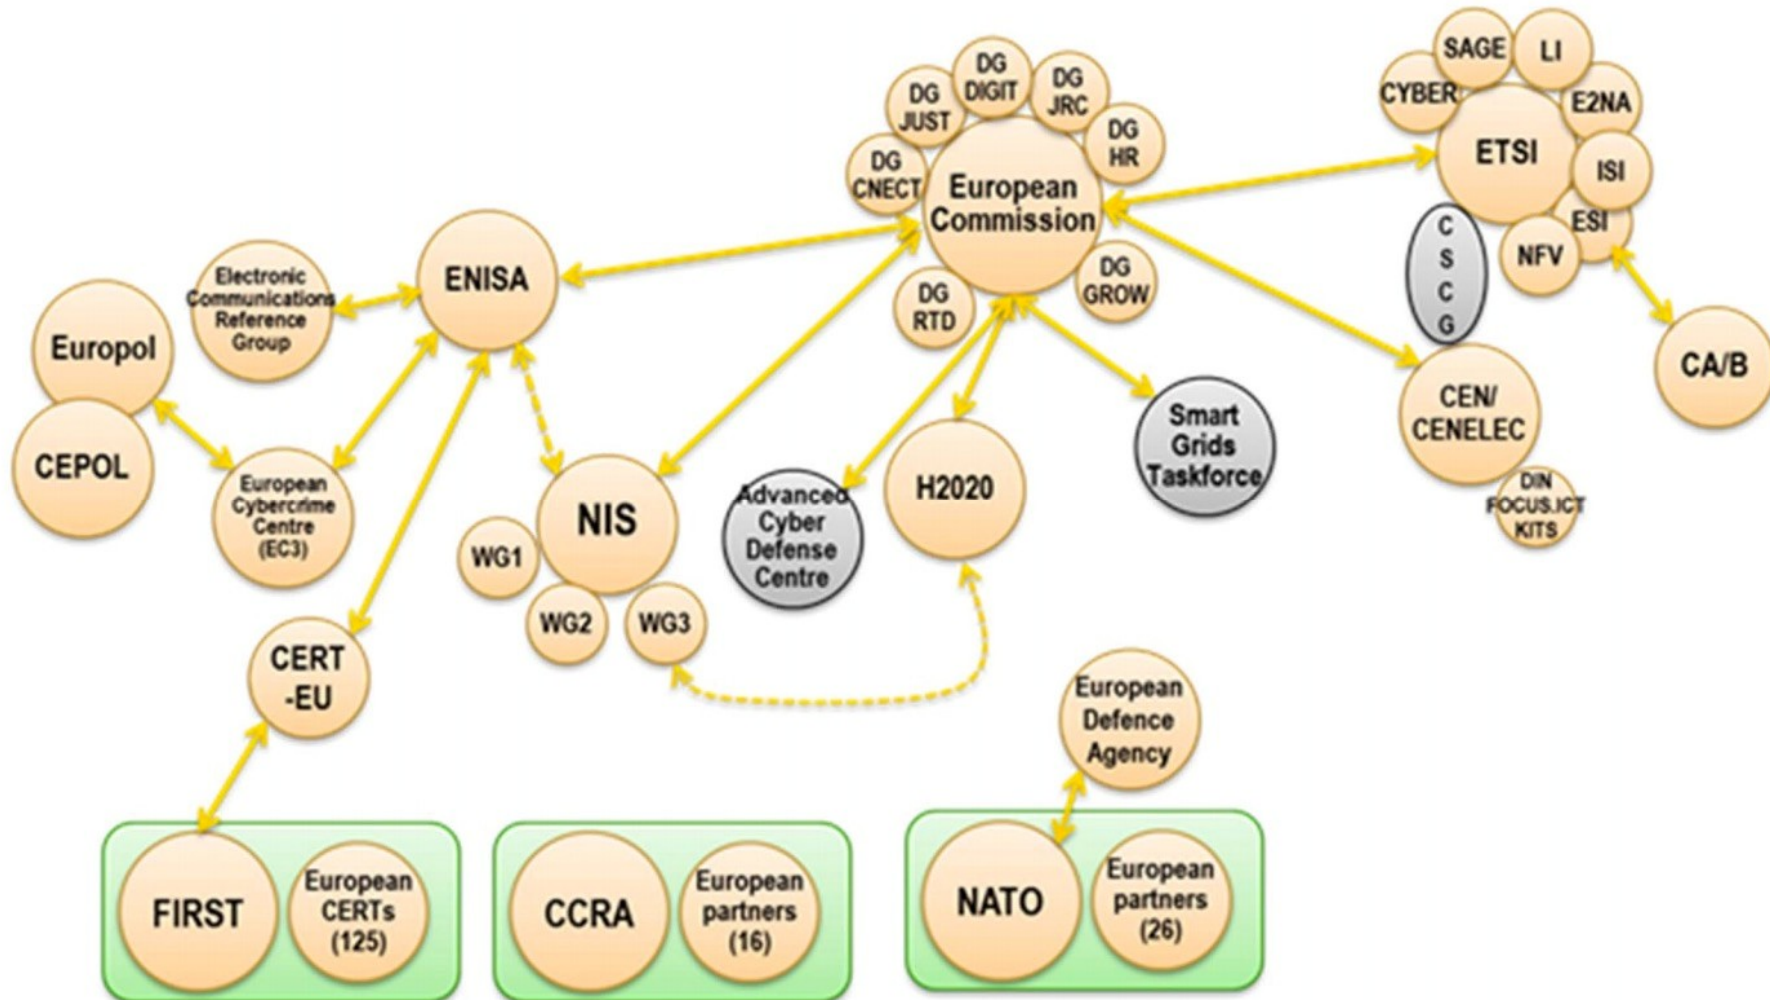 SAGE
LI
CYBER
E2NA
ETSI
ISI
ESI
NFV
DG
DIGIT
DG
JRC
DG
JUST
DG
HR
DG
CNECT
European
Commission
DG
GROW
DG
RTD
C
S
C
G
CA/B
CEN/
CENELEC
DIN
FOCUS.ICT
KITS
ENISA
Electronic
Communications
Reference
Group
Europol
CEPOL
European
Cybercrime
Centre
(EC3)
NIS
WG1
WG2
WG3
Advanced
Cyber
Defense
Centre
H2020
Smart
Grids
Taskforce
CERT
-EU
European
Defence
Agency
FIRST
European
CERTs
(125)
CCRA
European
partners
(16)
NATO
European
partners
(26)